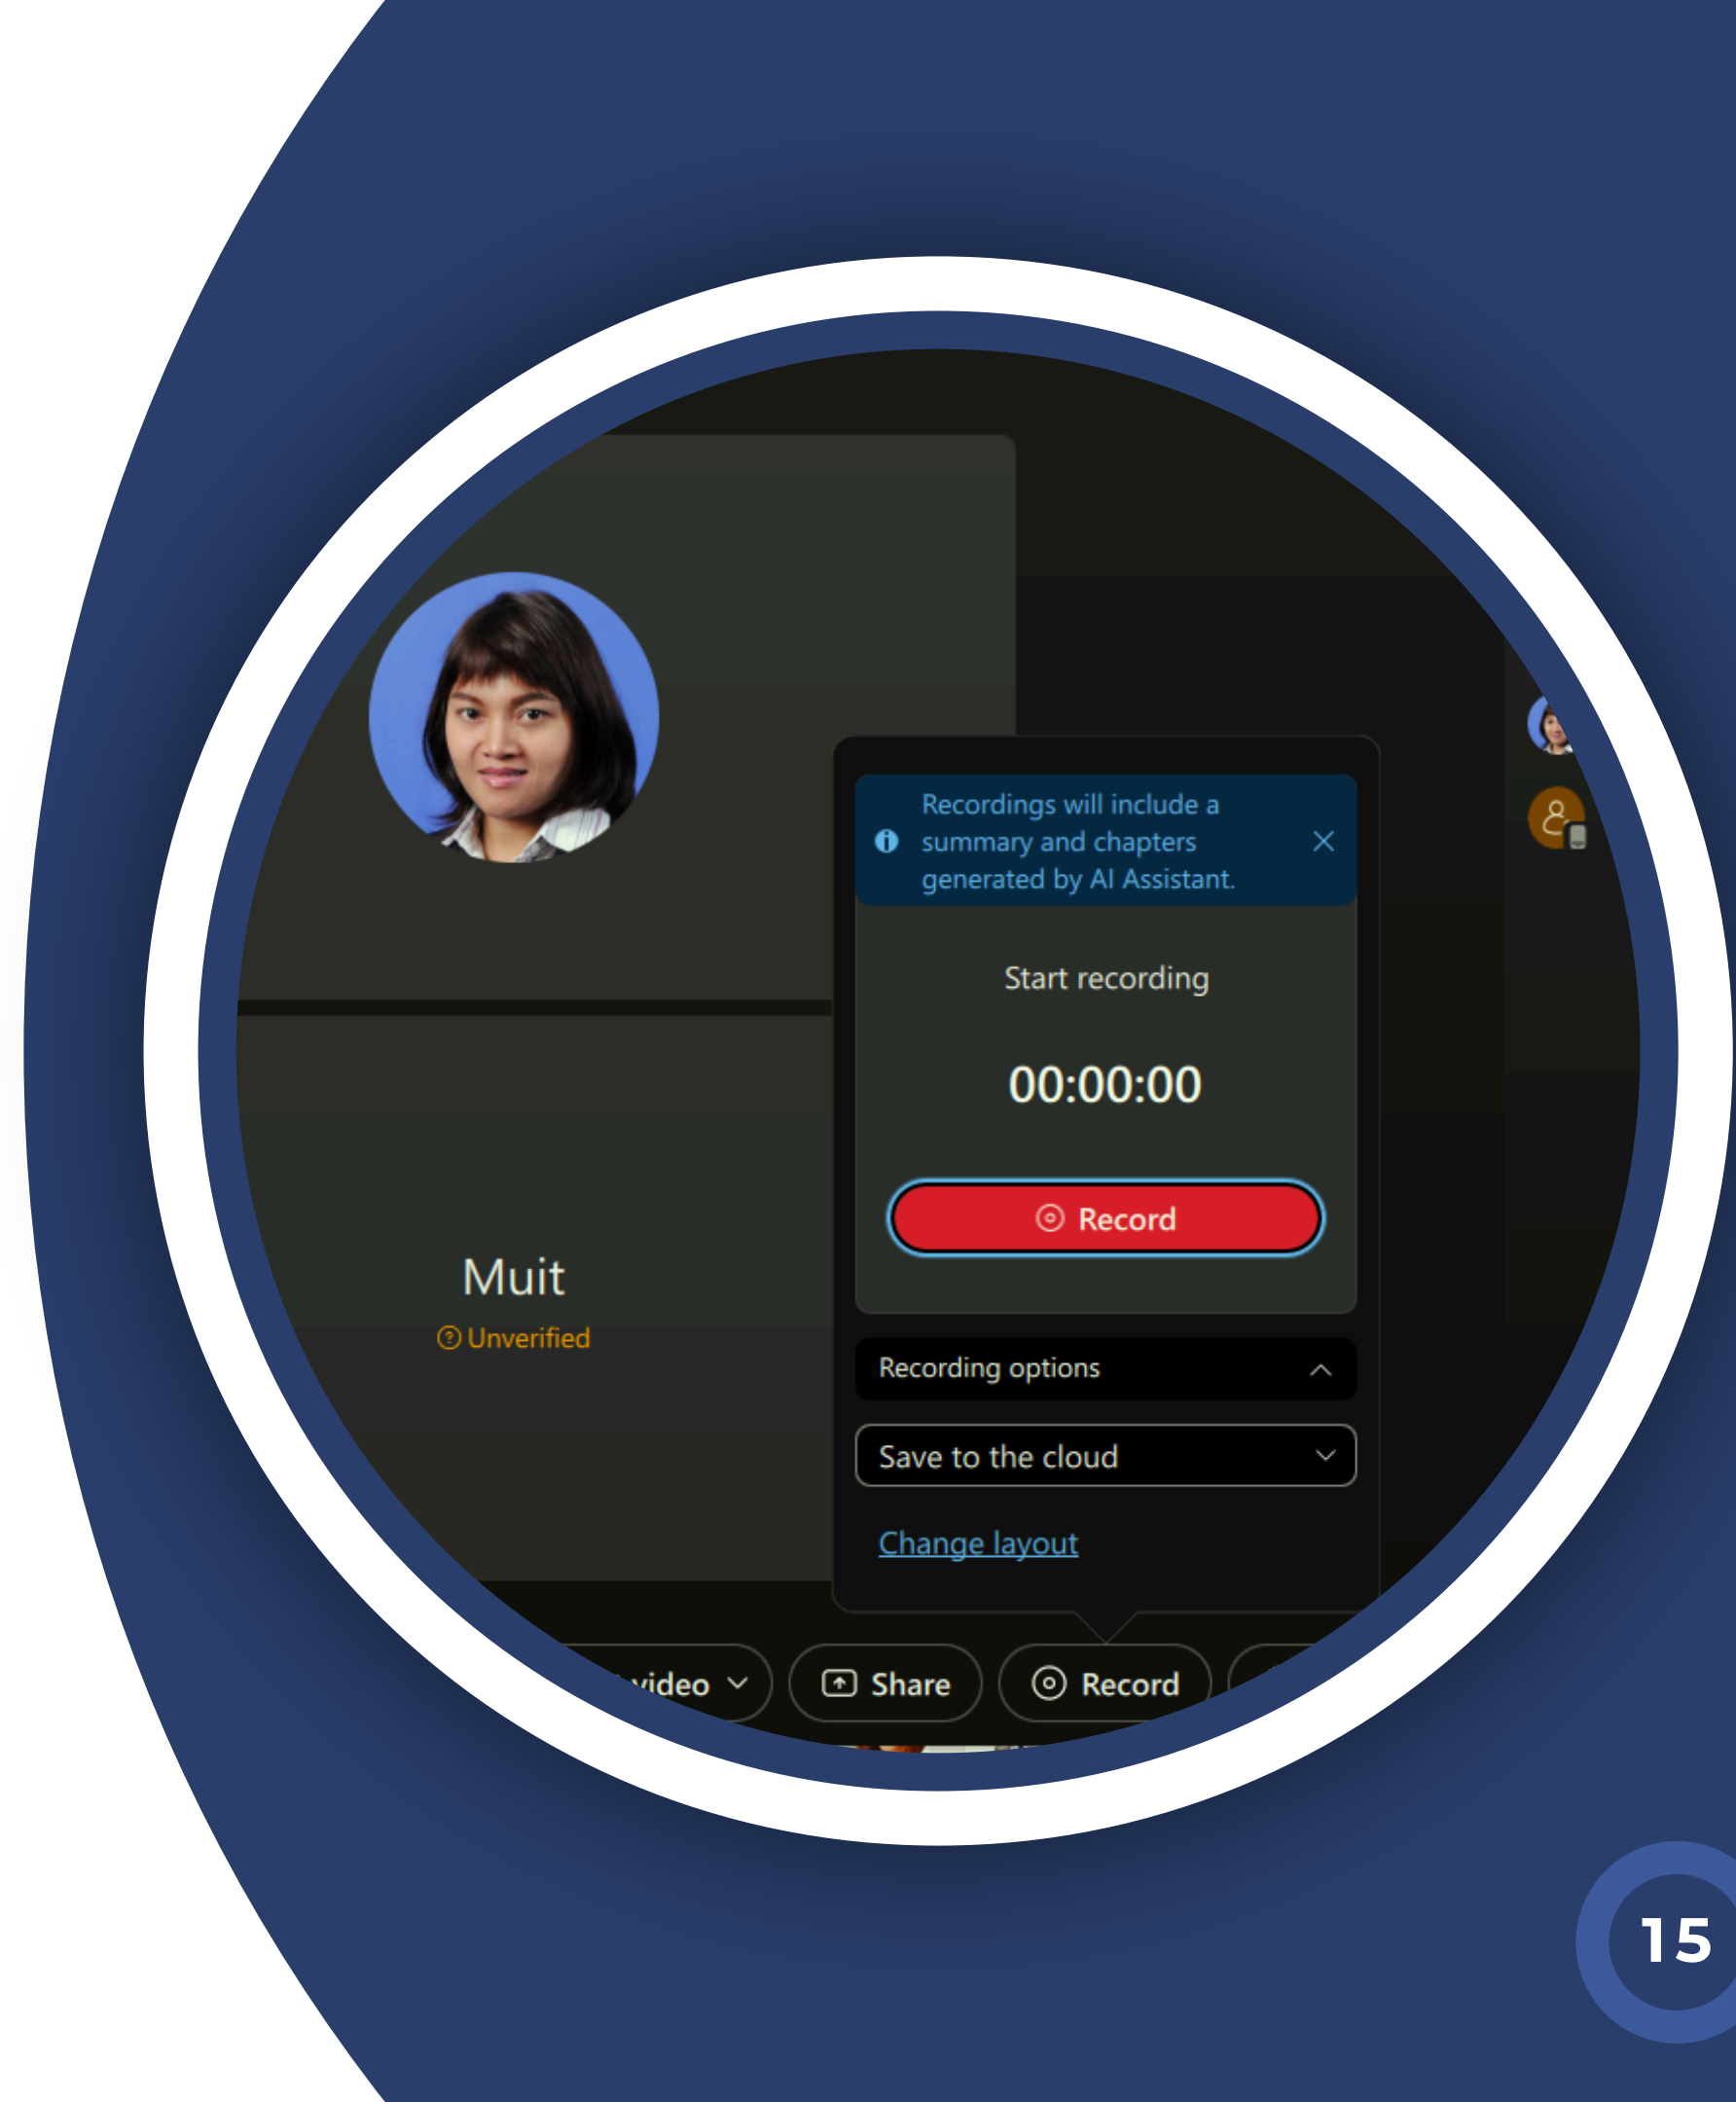 Recordings will include a
summary and chapters
generated by AI Assistant.
Start recording
00:00:00
Record
Muit
Unverified
Recording options
Save to the cloud
Change layout
video
Share
Record
15